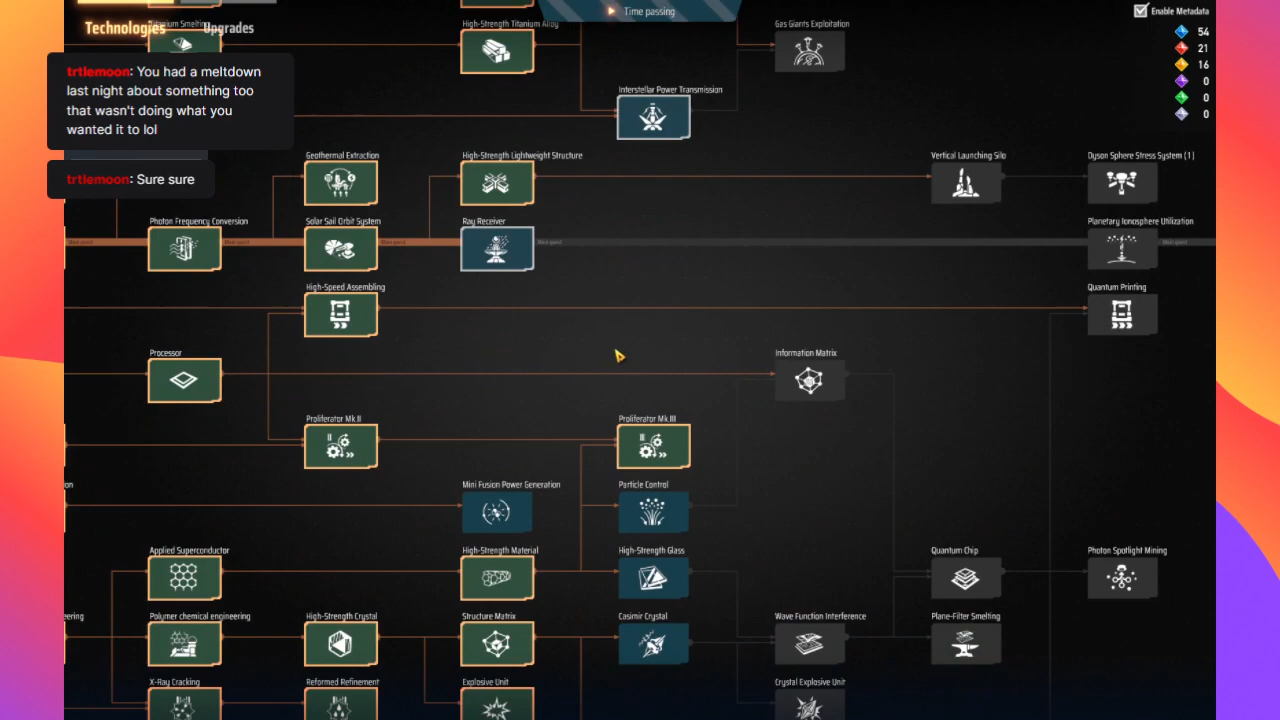 Titanium Smelting
High-Strength Titanium Alloy
Time passing
Gas Giants Exploitation
Enable Metadata
Technologies
Upgrades
54
21
16
0
0
0
trtlemoon: You had a meltdown
last night about something too
that wasn't doing what you
wanted it to lol
trtlemoon: Sure sure
Interstellar Power Transmission
Geothermal Extraction
High-Strength Lightweight Structure
Vertical Launching Silo
Dyson Sphere Stress System (1)
Photon Frequency Conversion
Solar Sail Orbit System
Ray Receiver
Planetary Ionosphere Utilization
High-Speed Assembling
Quantum Printing
Processor
Information Matrix
Proliferator Mk.II
Proliferator Mk.III
on
Mini Fusion Power Generation
Particle Control
Applied Superconductor
High-Strength Material
High-Strength Glass
Quantum Chip
Photon Spotlight Mining
eering
Polymer chemical engineering
High-Strength Crystal
Structure Matrix
Casimir Crystal
Wave Function Interference
Plane-Filter Smelting
X-Ray Cracking
Reformed Refinement
Explosive Unit
Crystal Explosive Unit